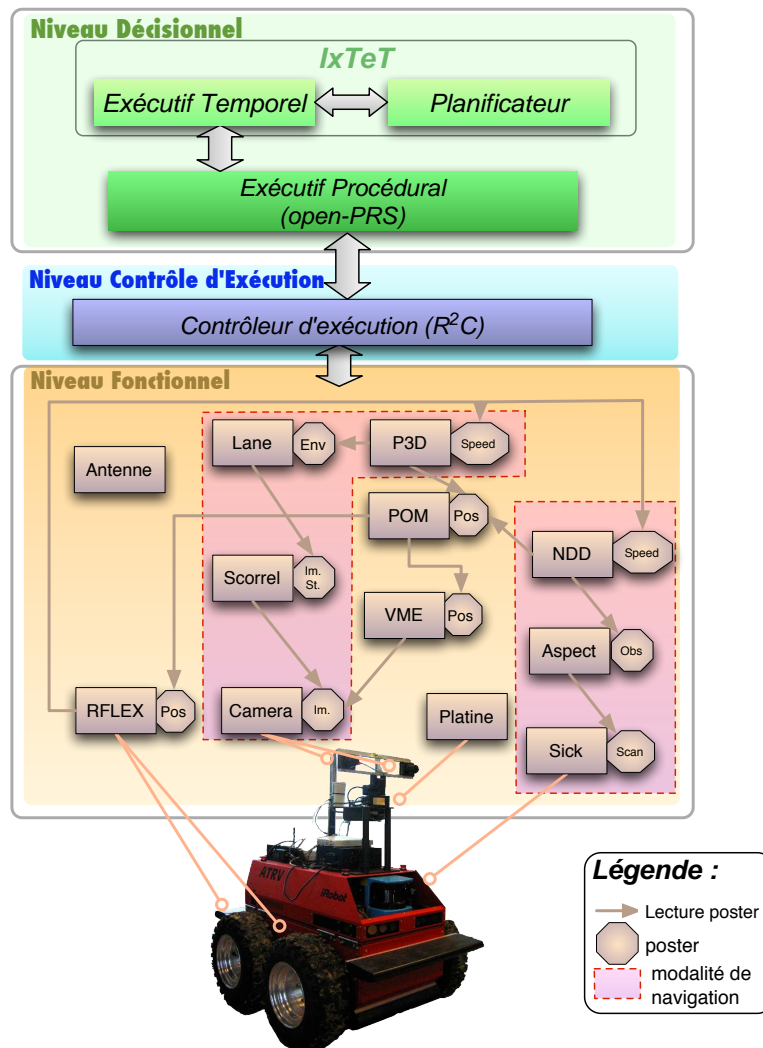 Niveau Décisionnel
IxTeT
Exécutif Temporel
Planificateur
Exécutif Procédural
(open-PRS)
Niveau Contrôle d'Exécution
Contrôleur d'exécution (R²C)
Niveau Fonctionnel
Lane
Env
P3D
Speed
Antenne
POM
Pos
NDD
Speed
Scorrel
Im.
St.
VME
Pos
Aspect
Obs
RFLEX
Pos
Camera
Im.
Platine
Sick
Scan
ATRV
iRobot
Légende :
Lecture poster
poster
modalité de
navigation